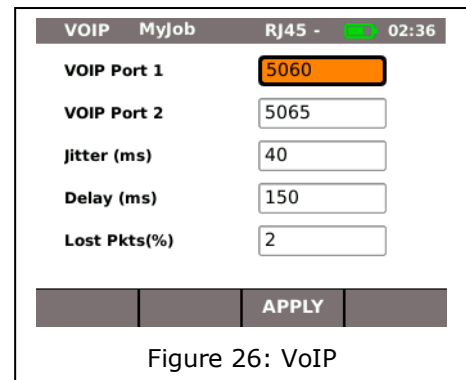 VOIP MyJob RJ45 - 02:36
VOIP Port 1 5060
VOIP Port 2 5065
Jitter (ms) 40
Delay (ms) 150
Lost Pkts(%) 2
APPLY
Figure 26: VoIP